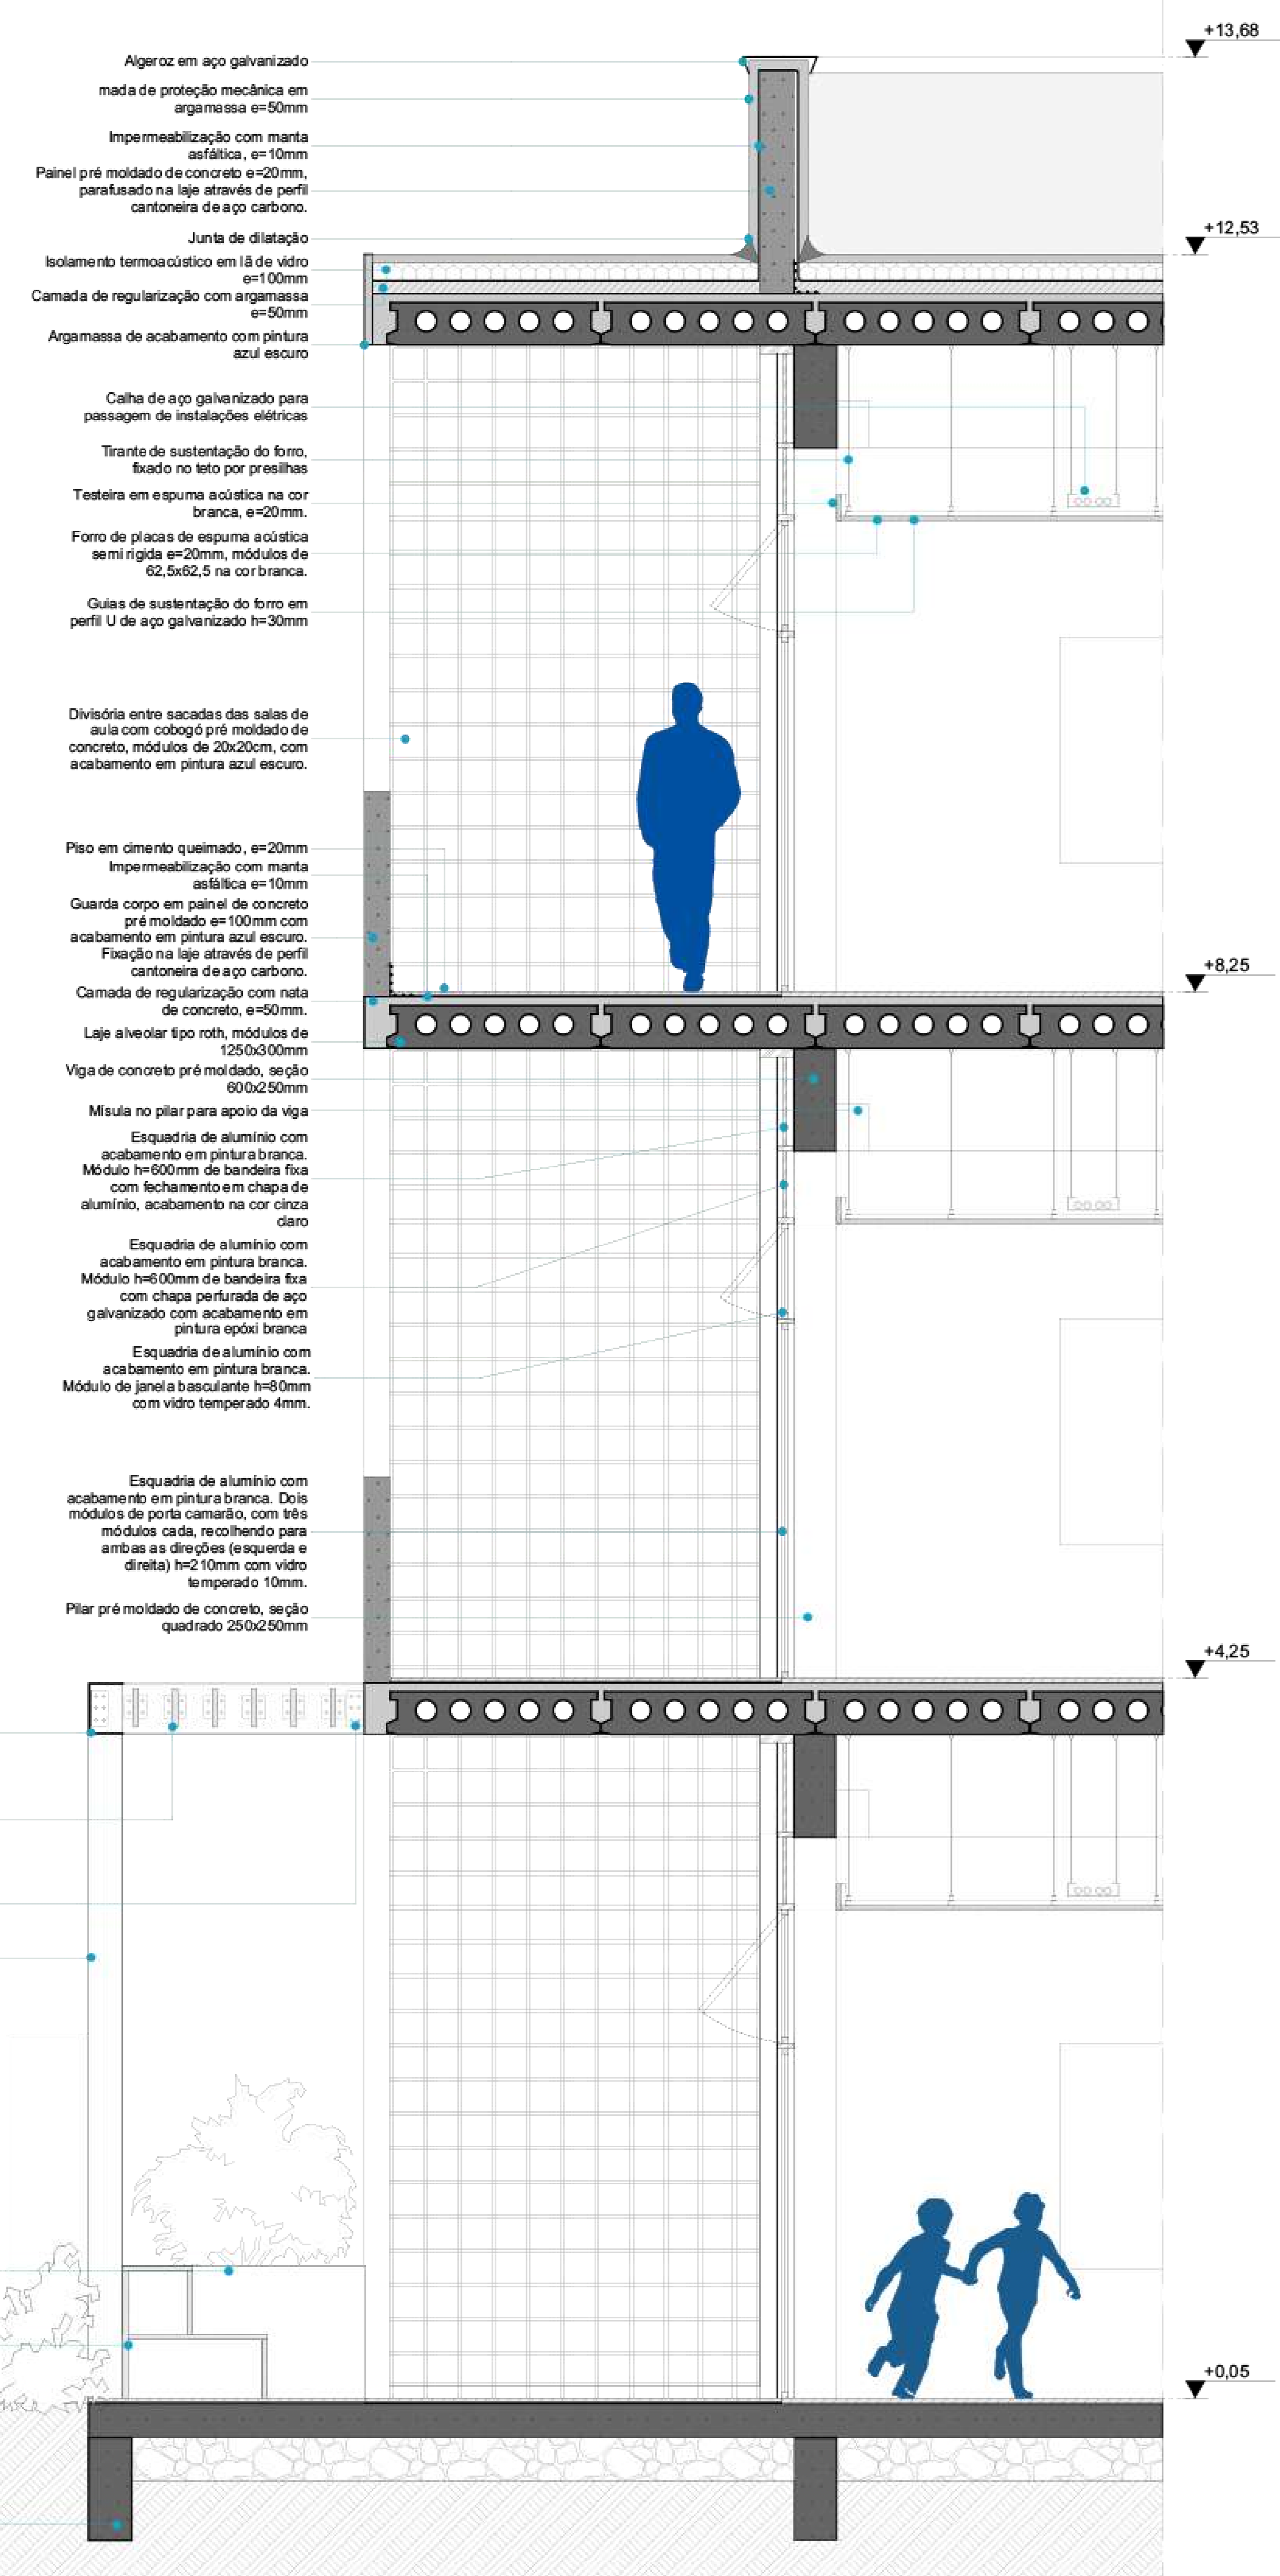 +13,68
Algeroz em aço galvanizado
mada de proteção mecânica em
argamassa e=50mm
Impermeabilização com manta
asfáltica, e=10mm
Painel pré moldado de concreto e=20mm,
parafusado na laje através de perfil
cantoneira de aço carbono.
+12,53
Junta de dilatação
Isolamento termoacústico em lã de vidro
e=100mm
Camada de regularização com argamassa
e=50mm
Argamassa de acabamento com pintura
azul escuro
Calha de aço galvanizado para
passagem de instalações elétricas
Tirante de sustentação do forro,
fixado no teto por presilhas
Testeira em espuma acústica na cor
branca, e=20mm.
Forro de placas de espuma acústica
semi rigida e=20mm, módulos de
62,5x62,5 na cor branca.
Guias de sustentação do forro em
perfil U de aço galvanizado h=30mm
Divisória entre sacadas das salas de
aula com cobogó pré moldado de
concreto, módulos de 20x20cm, com
acabamento em pintura azul escuro.
Piso em cimento queimado, e=20mm
Impermeabilização com manta
asfáltica e=10mm
Guarda corpo em painel de concreto
pré moldado e=100mm com
acabamento em pintura azul escuro.
Fixação na laje através de perfil
cantoneira de aço carbono.
+8,25
Camada de regularização com nata
de concreto, e=50mm.
Laje alveolar tipo roth, módulos de
1250x300mm
Viga de concreto pré moldado, seção
600x250mm
Mísula no pilar para apoio da viga
Esquadria de alumínio com
acabamento em pintura branca.
Módulo h=600mm de bandeira fixa
com fechamento em chapa de
alumínio, acabamento na cor cinza
claro
Esquadria de alumínio com
acabamento em pintura branca.
Módulo h=600mm de bandeira fixa
com chapa perfurada de aço
galvanizado com acabamento em
pintura epóxi branca
Esquadria de alumínio com
acabamento em pintura branca.
Módulo de janela basculante h=80mm
com vidro temperado 4mm.
Esquadria de alumínio com
acabamento em pintura branca. Dois
módulos de porta camarão, com três
módulos cada, recolhendo para
ambas as direções (esquerda e
direita) h=210mm com vidro
temperado 10mm.
Pilar pré moldado de concreto, seção
quadrado 250x250mm
+4,25
+0,05